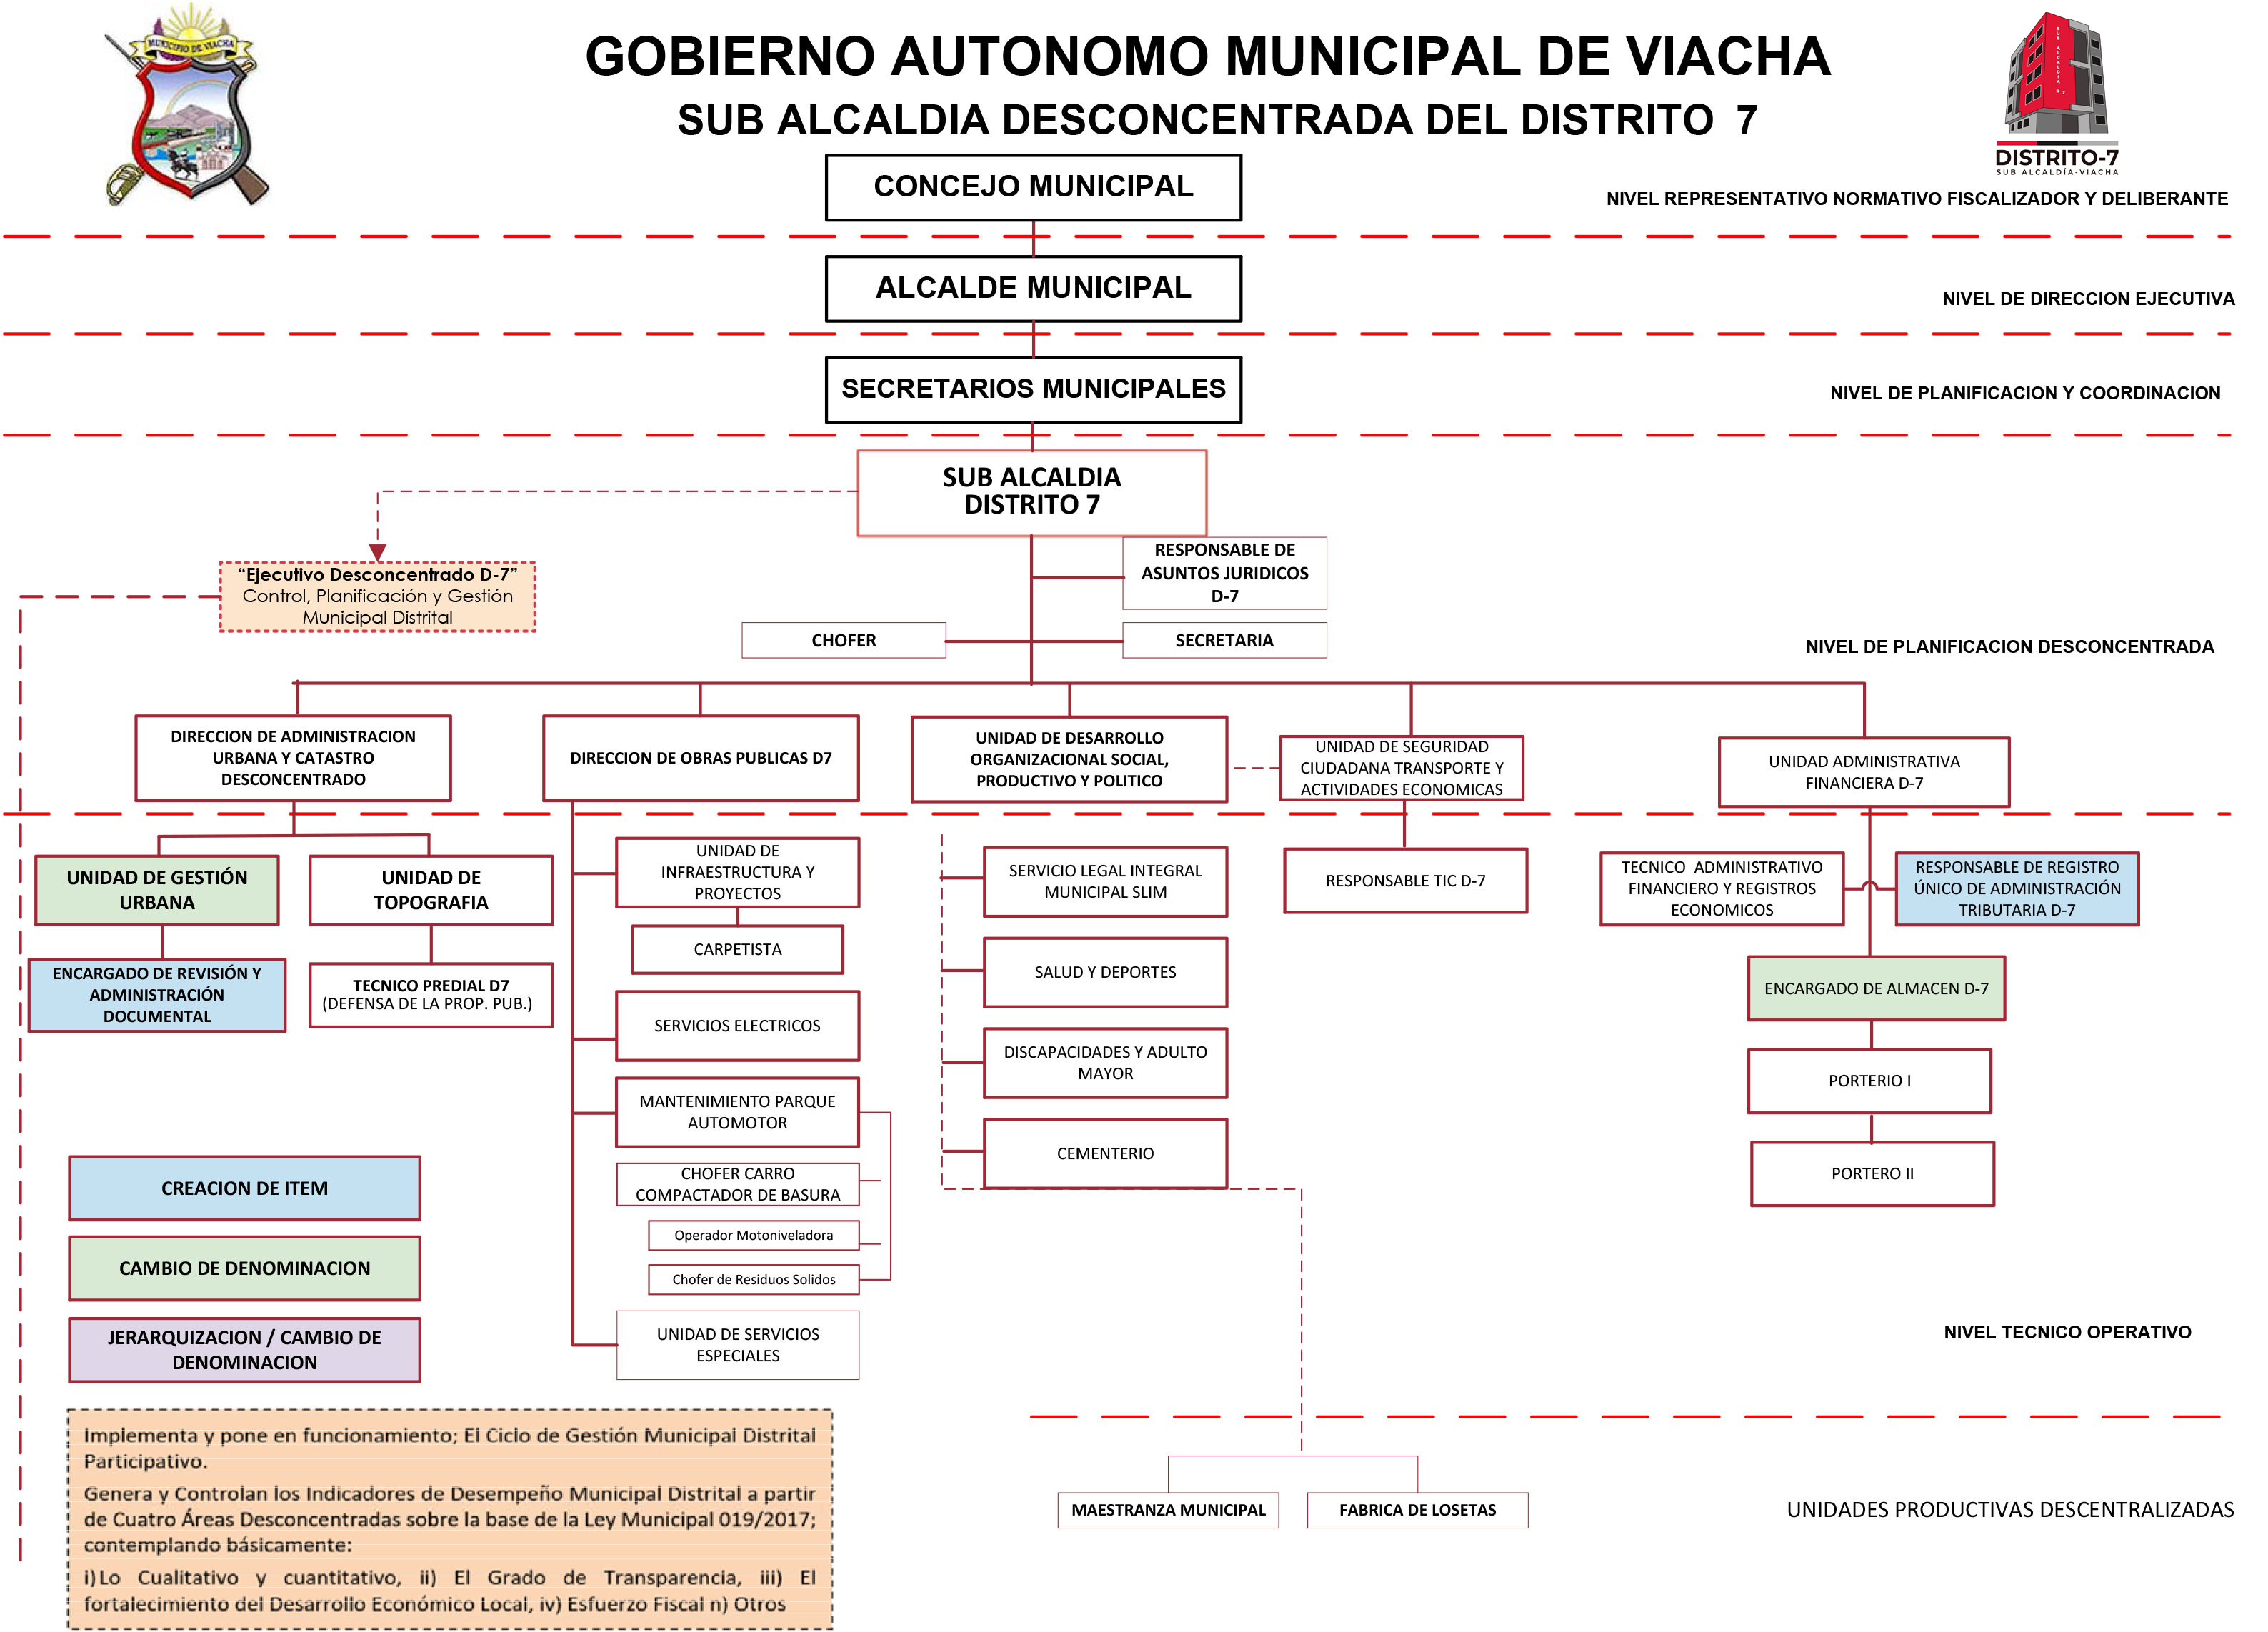 MUNICIPIO DE VIACHA
GOBIERNO AUTONOMO MUNICIPAL DE VIACHA
SUB ALCALDIA DESCONCENTRADA DEL DISTRITO 7
SUB ALCALDIA D 7
DISTRITO-7
SUB ALCALDÍA-VIACHA
CONCEJO MUNICIPAL
NIVEL REPRESENTATIVO NORMATIVO FISCALIZADOR Y DELIBERANTE
ALCALDE MUNICIPAL
NIVEL DE DIRECCION EJECUTIVA
SECRETARIOS MUNICIPALES
NIVEL DE PLANIFICACION Y COORDINACION
SUB ALCALDIA
DISTRITO 7
“Ejecutivo Desconcentrado D-7”
Control, Planificación y Gestión
Municipal Distrital
RESPONSABLE DE
ASUNTOS JURIDICOS
D-7
CHOFER
SECRETARIA
NIVEL DE PLANIFICACION DESCONCENTRADA
DIRECCION DE ADMINISTRACION
URBANA Y CATASTRO
DESCONCENTRADO
DIRECCION DE OBRAS PUBLICAS D7
UNIDAD DE DESARROLLO
ORGANIZACIONAL SOCIAL,
PRODUCTIVO Y POLITICO
UNIDAD DE SEGURIDAD
CIUDADANA TRANSPORTE Y
ACTIVIDADES ECONOMICAS
UNIDAD ADMINISTRATIVA
FINANCIERA D-7
UNIDAD DE GESTIÓN
URBANA
UNIDAD DE
TOPOGRAFIA
ENCARGADO DE REVISIÓN Y
ADMINISTRACIÓN
DOCUMENTAL
TECNICO PREDIAL D7
(DEFENSA DE LA PROP. PUB.)
UNIDAD DE
INFRAESTRUCTURA Y
PROYECTOS
CARPETISTA
SERVICIOS ELECTRICOS
MANTENIMIENTO PARQUE
AUTOMOTOR
CHOFER CARRO
COMPACTADOR DE BASURA
Operador Motoniveladora
Chofer de Residuos Solidos
UNIDAD DE SERVICIOS
ESPECIALES
SERVICIO LEGAL INTEGRAL
MUNICIPAL SLIM
SALUD Y DEPORTES
DISCAPACIDADES Y ADULTO
MAYOR
CEMENTERIO
RESPONSABLE TIC D-7
TECNICO ADMINISTRATIVO
FINANCIERO Y REGISTROS
ECONOMICOS
RESPONSABLE DE REGISTRO
ÚNICO DE ADMINISTRACIÓN
TRIBUTARIA D-7
ENCARGADO DE ALMACEN D-7
PORTERIO I
PORTERO II
CREACION DE ITEM
CAMBIO DE DENOMINACION
JERARQUIZACION / CAMBIO DE
DENOMINACION
NIVEL TECNICO OPERATIVO
Implementa y pone en funcionamiento; El Ciclo de Gestión Municipal Distrital
Participativo.
Genera y Controlan los Indicadores de Desempeño Municipal Distrital a partir
de Cuatro Áreas Desconcentradas sobre la base de la Ley Municipal 019/2017;
contemplando básicamente:
i)Lo Cualitativo y cuantitativo, ii) El Grado de Transparencia, iii) El
fortalecimiento del Desarrollo Económico Local, iv) Esfuerzo Fiscal n) Otros
MAESTRANZA MUNICIPAL
FABRICA DE LOSETAS
UNIDADES PRODUCTIVAS DESCENTRALIZADAS